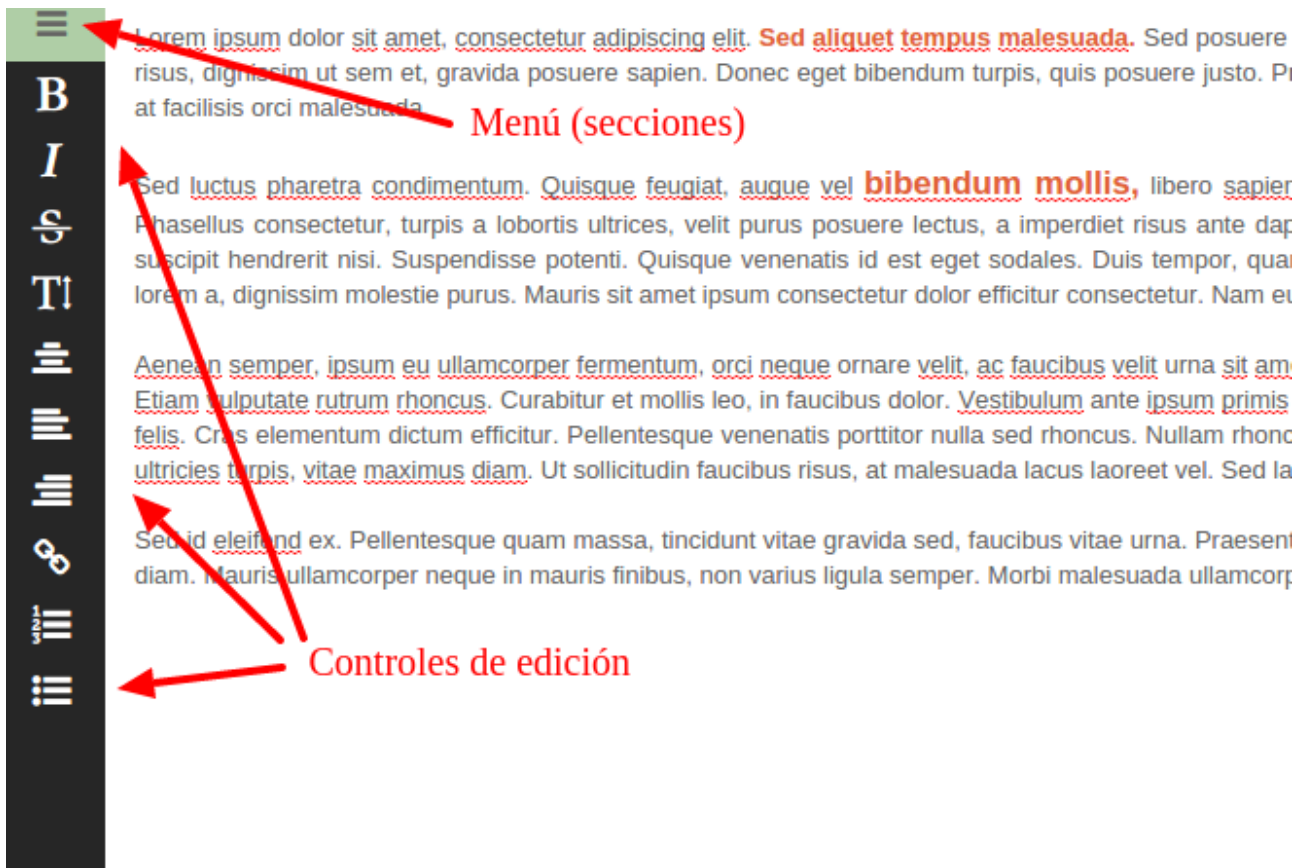 Lorem ipsum dolor sit amet, consectetur adipiscing elit. Sed aliquet tempus malesuada. Sed posuere
risus, dignissim ut sem et, gravida posuere sapien. Donec eget bibendum turpis, quis posuere justo.
at facilisis orci malesuada.
Menú (secciones)
B
I
S
T
Sed luctus pharetra condimentum. Quisque feugiat, augue vel bibendum mollis, libero
Phasellus consectetur, turpis a lobortis ultrices, velit purus posuere lectus, a imperdiet risus ante
suscipit hendrerit nisi. Suspendisse potenti. Quisque venenatis id est eget sodales. Duis tempor,
lorem a, dignissim molestie purus. Mauris sit amet ipsum consectetur dolor efficitur consectetur. Nam
Aenean semper, ipsum eu ullamcorper fermentum, orci neque ornare velit, ac faucibus velit urna sit
Etiam vulputate rutrum rhoncus. Curabitur et mollis leo, in faucibus dolor. Vestibulum ante ipsum primis
felis. Cras elementum dictum efficitur. Pellentesque venenatis porttitor nulla sed rhoncus. Nullam
ultricies turpis, vitae maximus diam. Ut sollicitudin faucibus risus, at malesuada lacus laoreet vel. Sed
Sed id eleifend ex. Pellentesque quam massa, tincidunt vitae gravida sed, faucibus vitae urna. Praesent
diam. Mauris ullamcorper neque in mauris finibus, non varius ligula semper. Morbi malesuada
1
2
3
Controles de edición